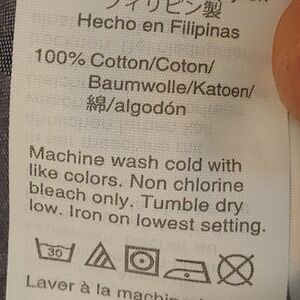 フィリピン製
Hecho en Filipinas
100% Cotton/Coton/
Baumwolle/Katoen/
綿/algodón
Machine wash cold with
like colors. Non chlorine
bleach only. Tumble dry
low. Iron on lowest setting.
30
Laver à la machine